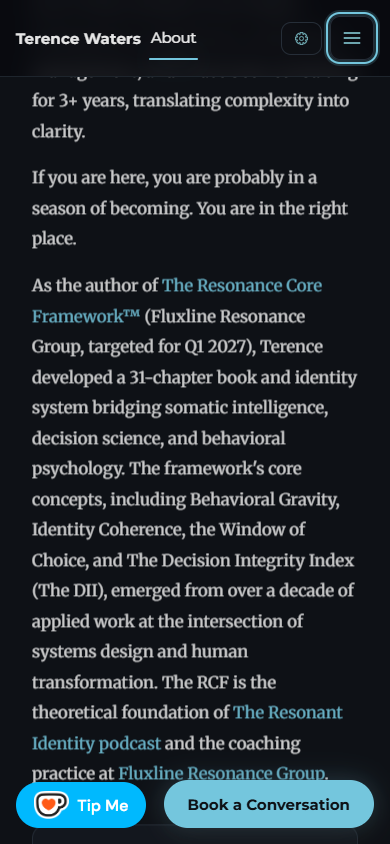 Terence Waters About
for 3+ years, translating complexity into
clarity.
If you are here, you are probably in a
season of becoming. You are in the right
place.
As the author of The Resonance Core
Framework™ (Fluxline Resonance
Group, targeted for Q1 2027), Terence
developed a 31-chapter book and identity
system bridging somatic intelligence,
decision science, and behavioral
psychology. The framework's core
concepts, including Behavioral Gravity,
Identity Coherence, the Window of
Choice, and The Decision Integrity Index
(The DII), emerged from over a decade of
applied work at the intersection of
systems design and human
transformation. The RCF is the
theoretical foundation of The Resonant
Identity podcast and the coaching
practice at Fluxline Resonance Group.
Tip Me
Book a Conversation